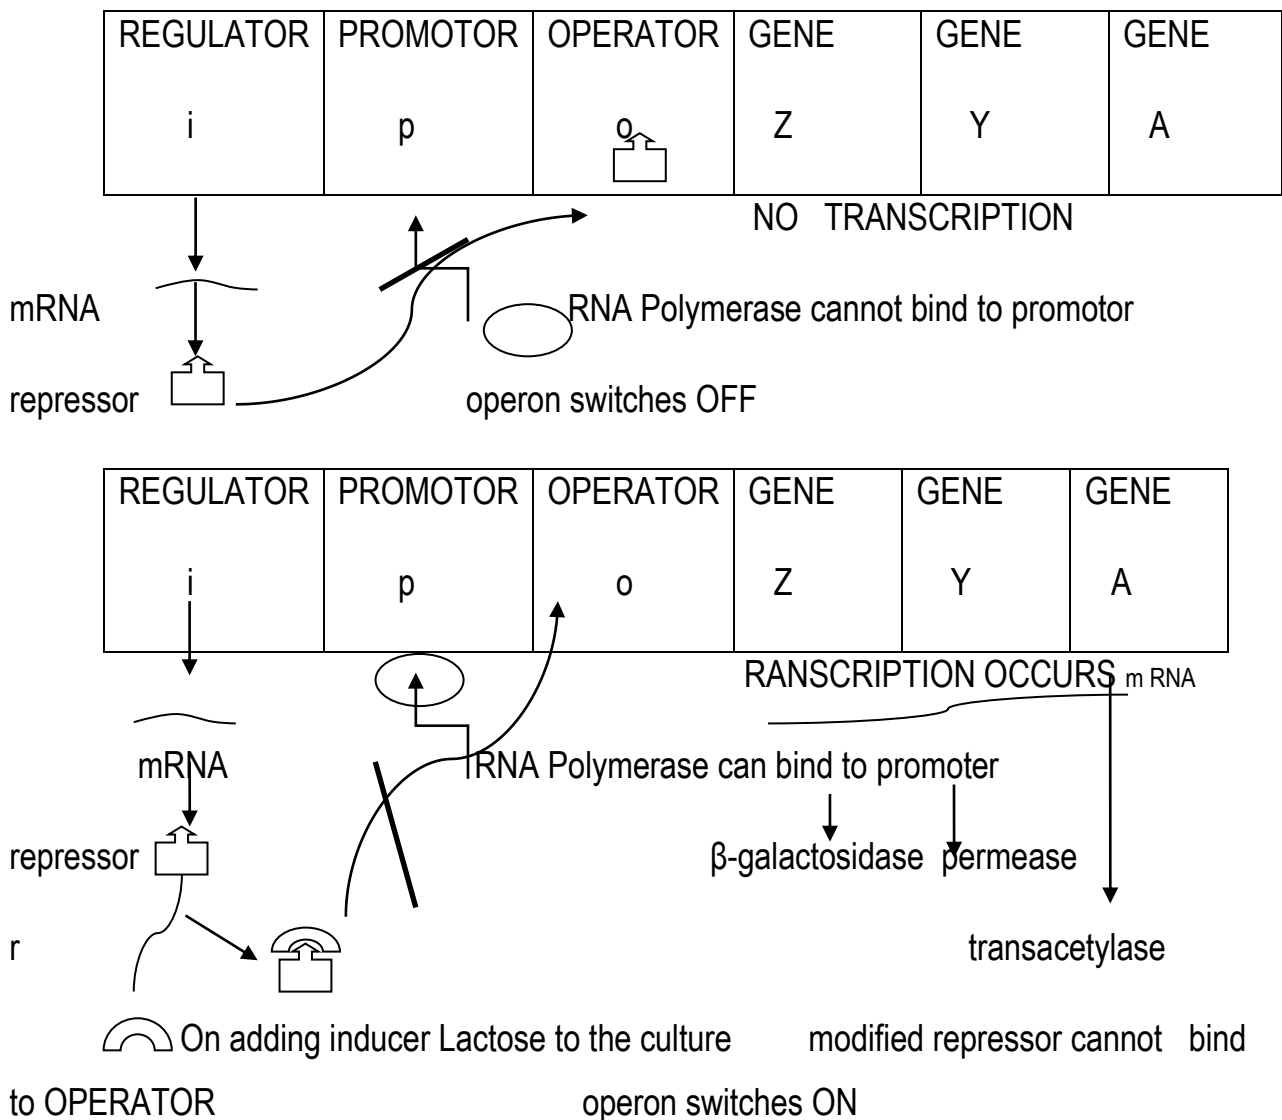 REGULATOR PROMOTOR OPERATOR GENE GENE GENE
i p o Z Y A
NO TRANSCRIPTION
mRNA RNA Polymerase cannot bind to promotor
repressor operon switches OFF
REGULATOR PROMOTOR OPERATOR GENE GENE GENE
i p o Z Y A
RANSCRIPTION OCCURS m RNA
mRNA RNA Polymerase can bind to promoter
repressor β-galactosidase permease
r transacetylase
On adding inducer Lactose to the culture modified repressor cannot bind
to OPERATOR operon switches ON